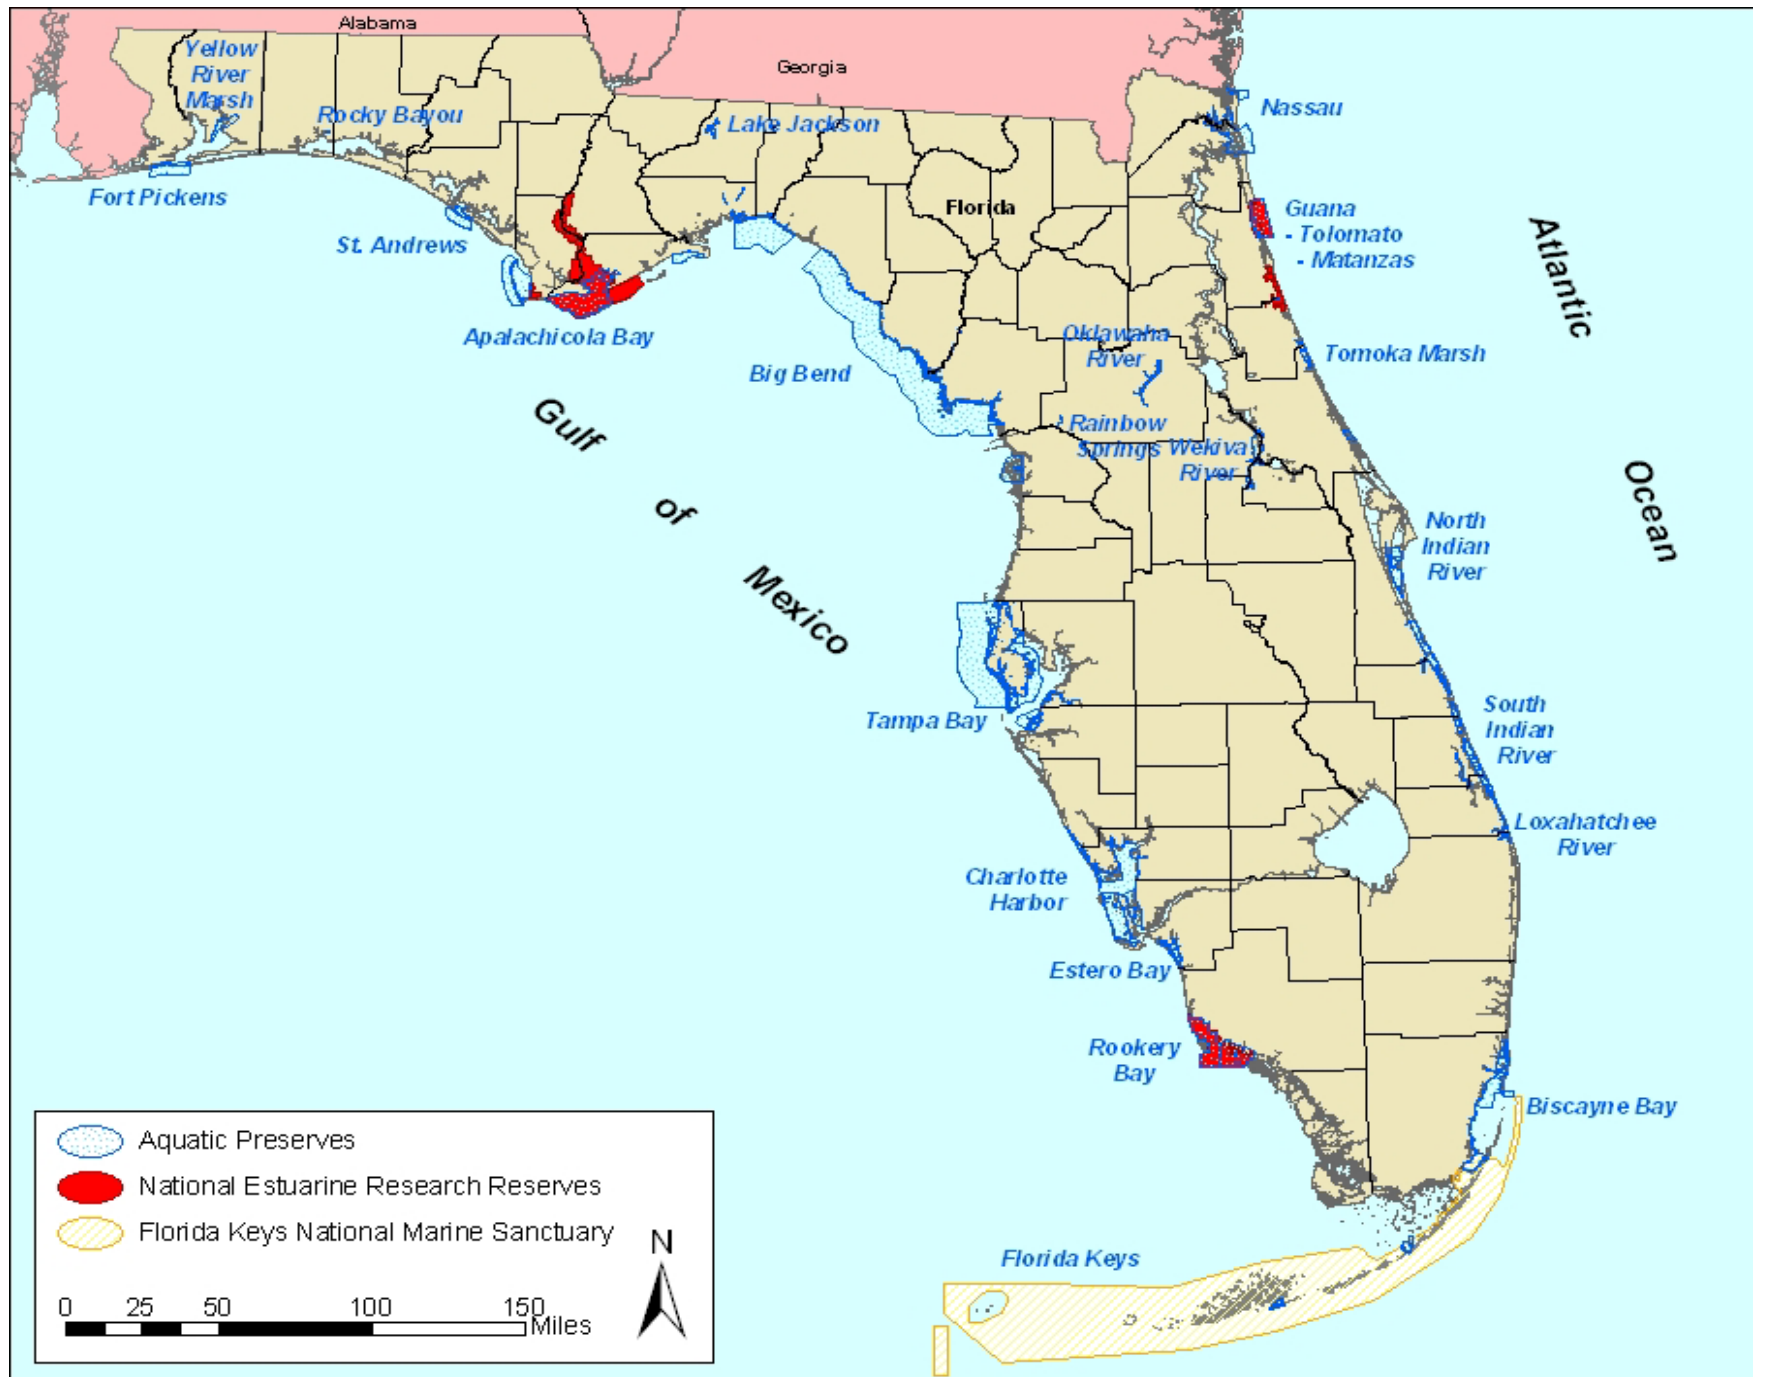 Alabama
Georgia
Yellow
River
Marsh
Rocky Bayou
Lake Jackson
Nassau
Fort Pickens
St. Andrews
Florida
Guana
- Tolomato
- Matanzas
Atlantic
Ocean
Apalachicola Bay
Big Bend
Oklawaha
River
Tomoka Marsh
Rainbow
Springs
Wekiva
River
Gulf
of
Mexico
North
Indian
River
Tampa Bay
South
Indian
River
Loxahatchee
River
Charlotte
Harbor
Estero Bay
Rookery
Bay
Biscayne Bay
Florida Keys
Aquatic Preserves
National Estuarine Research Reserves
Florida Keys National Marine Sanctuary
N
0 25 50 100 150
Miles